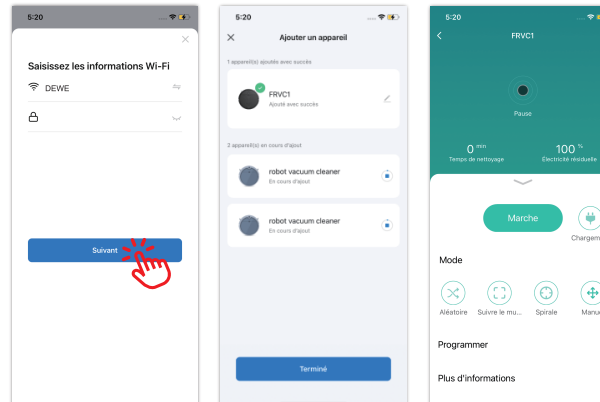 5:20
Saisissez les informations Wi-Fi
DEWE
Suivant
5:20
Ajouter un appareil
1 appareil(s) ajoutés avec succès
FRVC1
Ajouté avec succès
2 appareil(s) en cours d'ajout
robot vacuum cleaner
En cours d'ajout
robot vacuum cleaner
En cours d'ajout
Terminé
5:20
FRVC1
Pause
0 min
100 %
Temps de nettoyage
Électricité résiduelle
Marche
Chargem
Mode
Aléatoire
Suivre le mu...
Spirale
Manue
Programmer
Plus d'informations